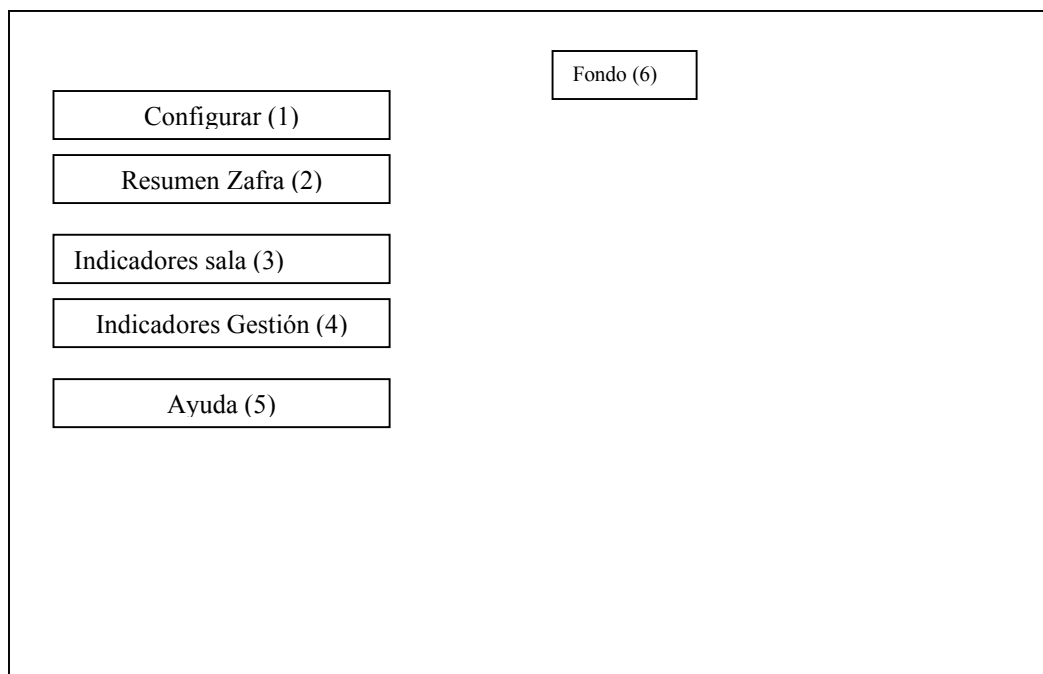 Fondo (6)
Configurar (1)
Resumen Zafra (2)
Indicadores sala (3)
Indicadores Gestión (4)
Ayuda (5)